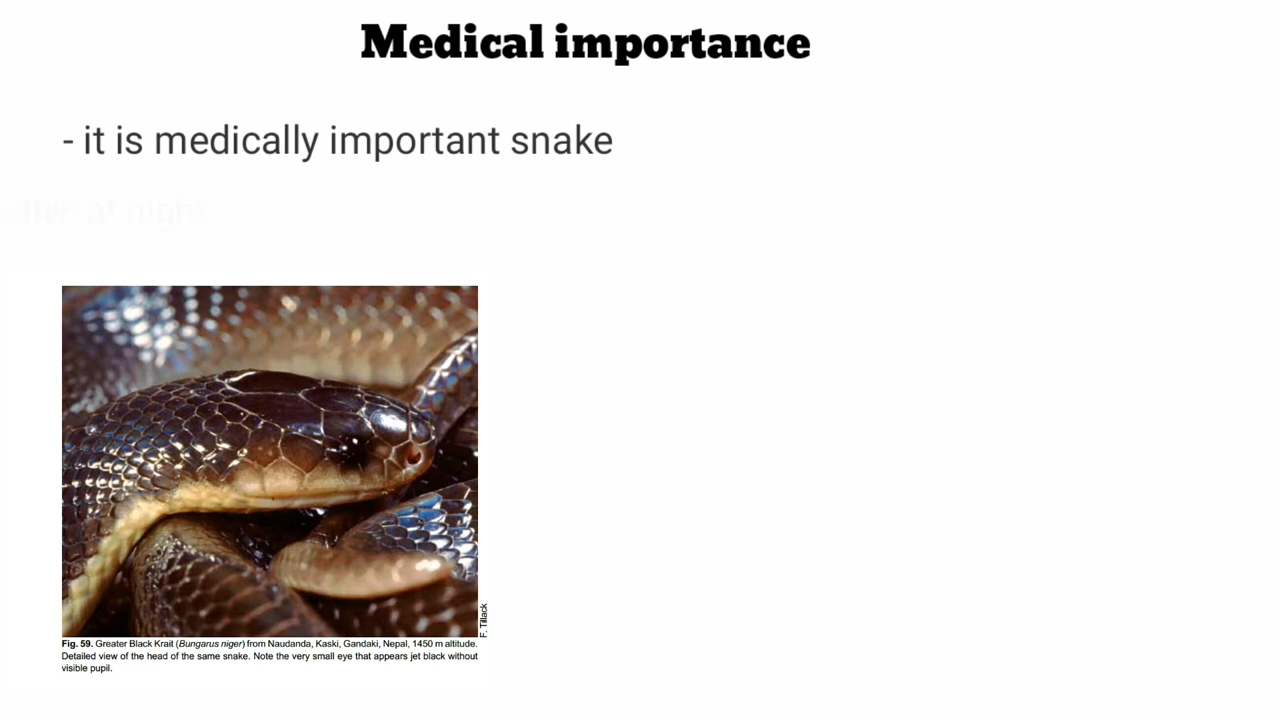 Medical importance
- it is medically important snake
at night
F. Tillack
Fig. 59. Greater Black Krait (Bungarus niger) from Naudanda, Kaski, Gandaki, Nepal, 1450 m altitude.
Detailed view of the head of the same snake. Note the very small eye that appears jet black without
visible pupil.